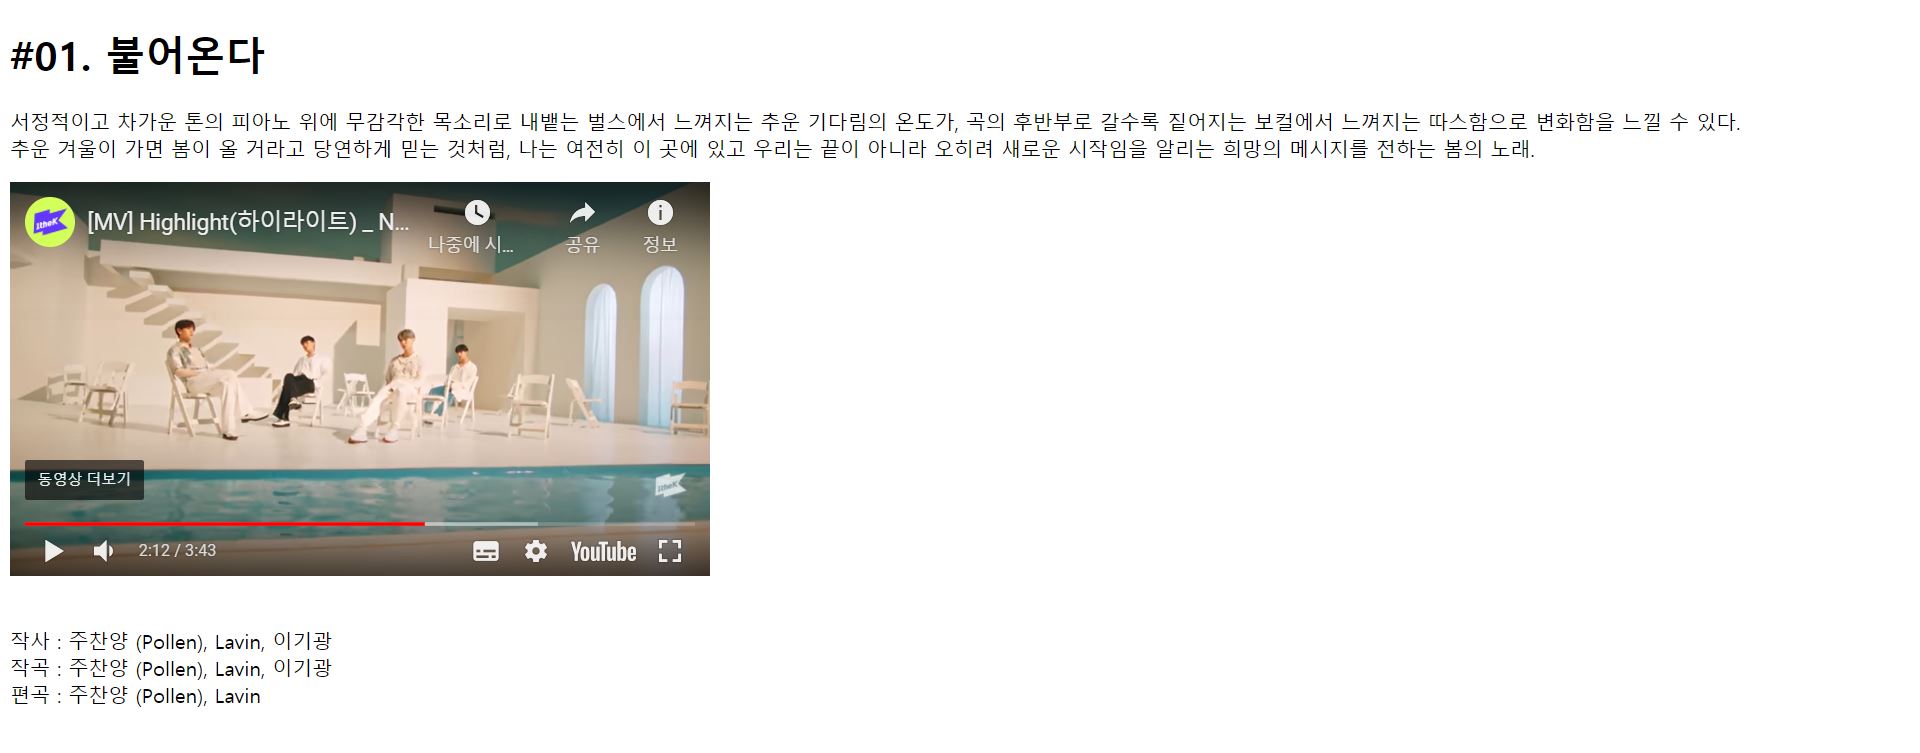 #01. 불어온다
서정적이고 차가운 톤의 피아노 위에 무감각한 목소리로 내뱉는 벌스에서 느껴지는 추운 기다림의 온도가, 곡의 후반부로 갈수록 짙어지는 보컬에서 느껴지는 따스함으로 변화함을 느낄 수 있다.
추운 겨울이 가면 봄이 올 거라고 당연하게 믿는 것처럼, 나는 여전히 이 곳에 있고 우리는 끝이 아니라 오히려 새로운 시작임을 알리는 희망의 메시지를 전하는 봄의 노래.
1theK
[MV] Highlight(하이라이트) _ N...
나중에 시...
공유
정보
동영상 더보기
1theK
2:12 / 3:43
YouTube
작사 : 주찬양 (Pollen), Lavin, 이기광
작곡 : 주찬양 (Pollen), Lavin, 이기광
편곡 : 주찬양 (Pollen), Lavin